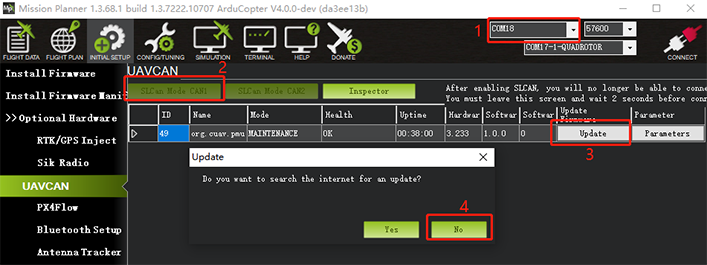 Mission Planner 1.3.68.1 build 1.3.7222.10707 ArduCopter V4.0.0-dev (da3ee13b)
1
COM18
57600
COM17-1-QUADROTOR
FLIGHT DATA
FLIGHT PLAN
INITIAL SETUP
CONFIG/TUNING
SIMULATION
TERMINAL
HELP
DONATE
CONNECT
Install Firmware
Install Firmware Mani
>>Optional Hardware
RTK/GPS Inject
Sik Radio
UAVCAN
PX4Flow
Bluetooth Setup
Antenna Tracker
UAVCAN
2
SLCan Mode CAN1
SLCan Mode CAN2
Inspector
After enabling SLCAN, you will no longer be able to conne
You must leave this screen and wait 2 seconds before conn
ID
Name
Mode
Health
Uptime
Hardwar
Softwar
Softwar
Update
Parameter
49
org.cuav.pmu
MAINTENANCE
OK
00:38:00
3.233
1.0.0
0
Update
Parameters
3
Update
Do you want to search the internet for an update?
4
Yes
No